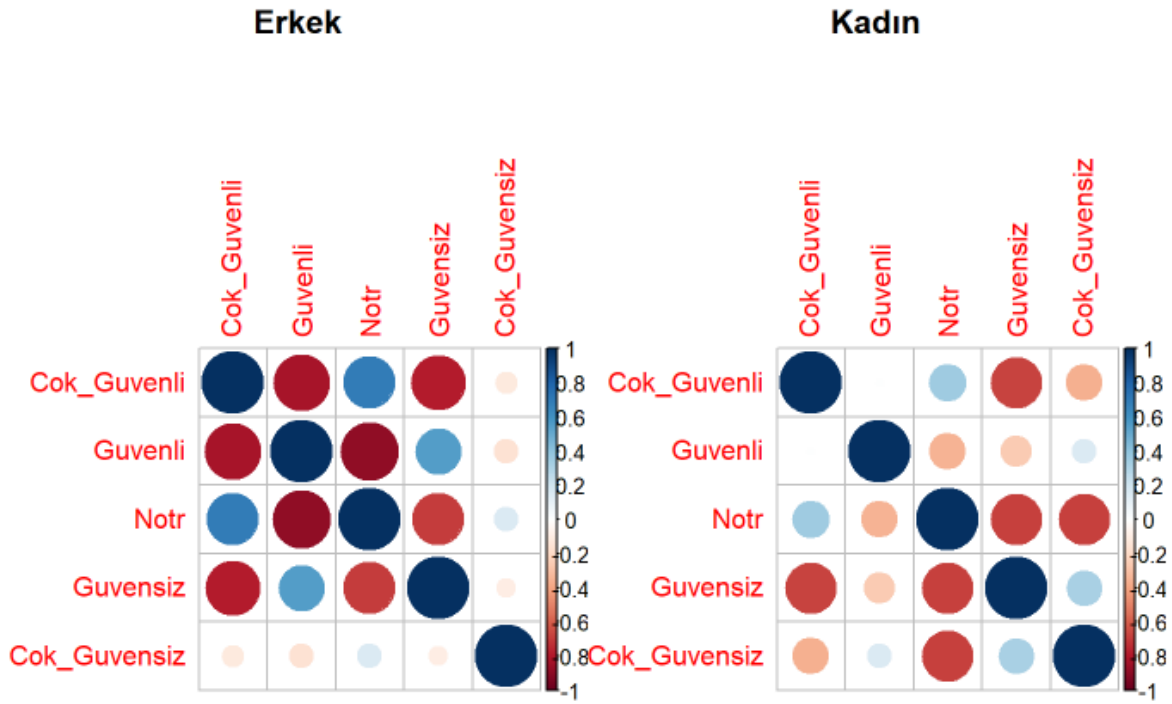 Erkek
Cok_Guvenli
Guvenli
Notr
Guvensiz
Cok_Guvensiz
Cok_Guvenli
Guvenli
Notr
Guvensiz
Cok_Guvensiz
1
0.8
0.6
0.4
0.2
0
-0.2
-0.4
-0.6
-0.8
-1
Kadın
Cok_Guvenli
Guvenli
Notr
Guvensiz
Cok_Guvensiz
Cok_Guvenli
Guvenli
Notr
Guvensiz
Cok_Guvensiz
1
0.8
0.6
0.4
0.2
0
-0.2
-0.4
-0.6
-0.8
-1